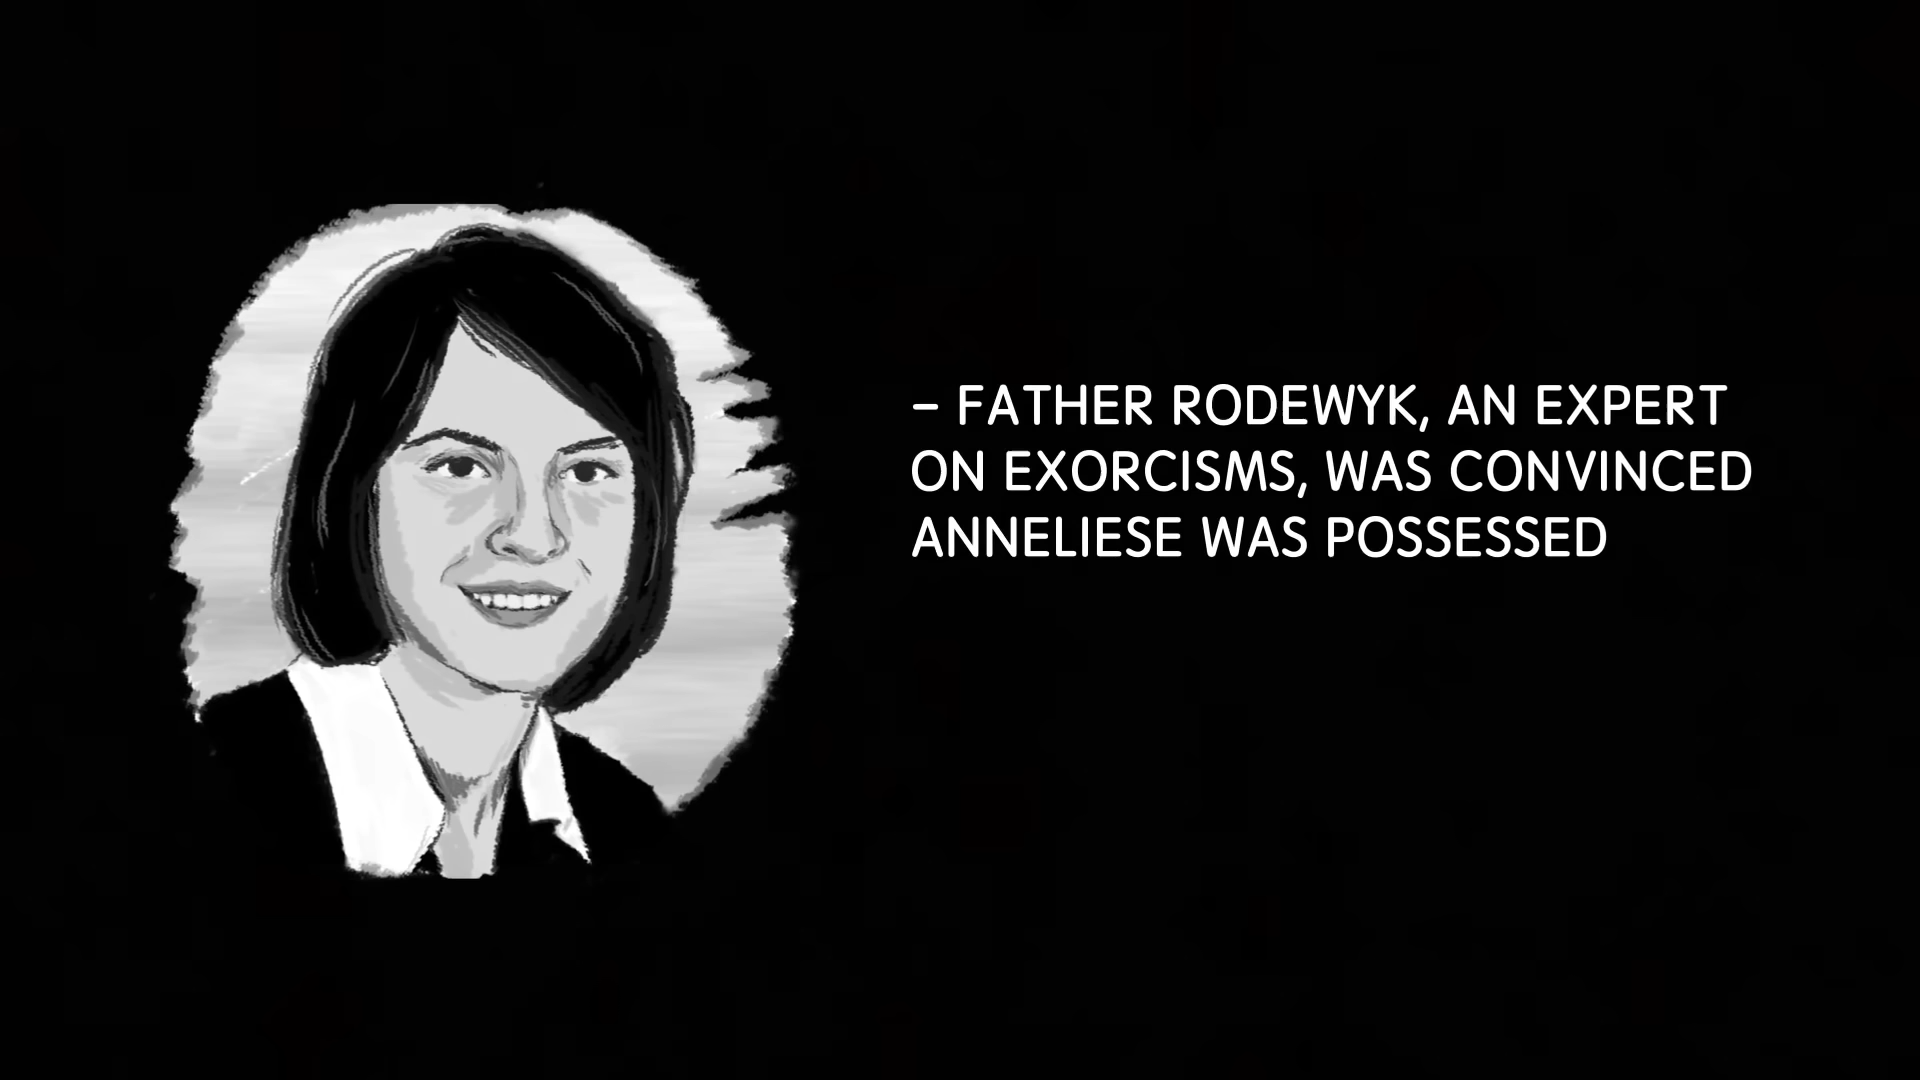 – FATHER RODEWYK, AN EXPERT
ON EXORCISMS, WAS CONVINCED
ANNELIESE WAS POSSESSED